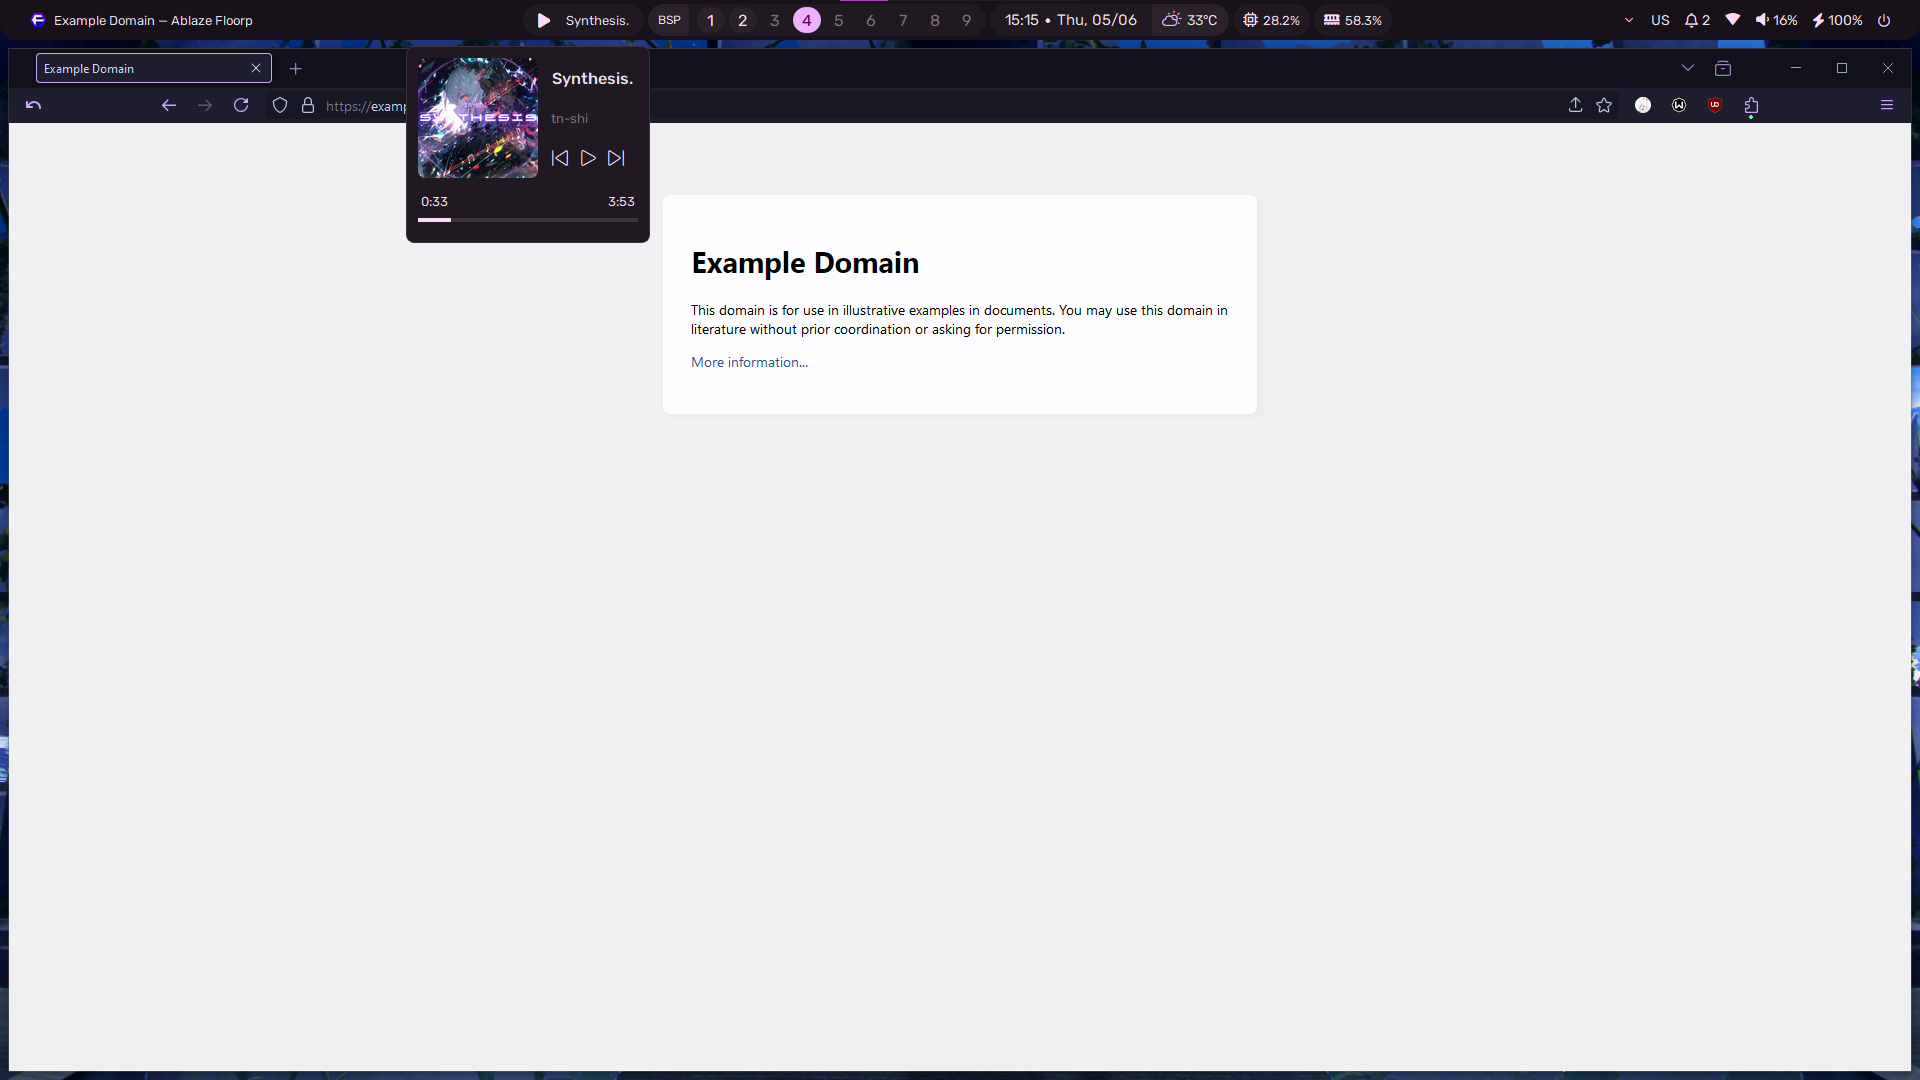 Example Domain — Ablaze Floorp
Synthesis.
BSP
1 2 3 4 5 6 7 8 9
15:15 • Thu, 05/06
33°C
28.2%
58.3%
US
2
16%
100%
Example Domain
https://examp
tn-shi
SYNTHESIS
Synthesis.
tn-shi
0:33
3:53
Example Domain
This domain is for use in illustrative examples in documents. You may use this domain in
literature without prior coordination or asking for permission.
More information...